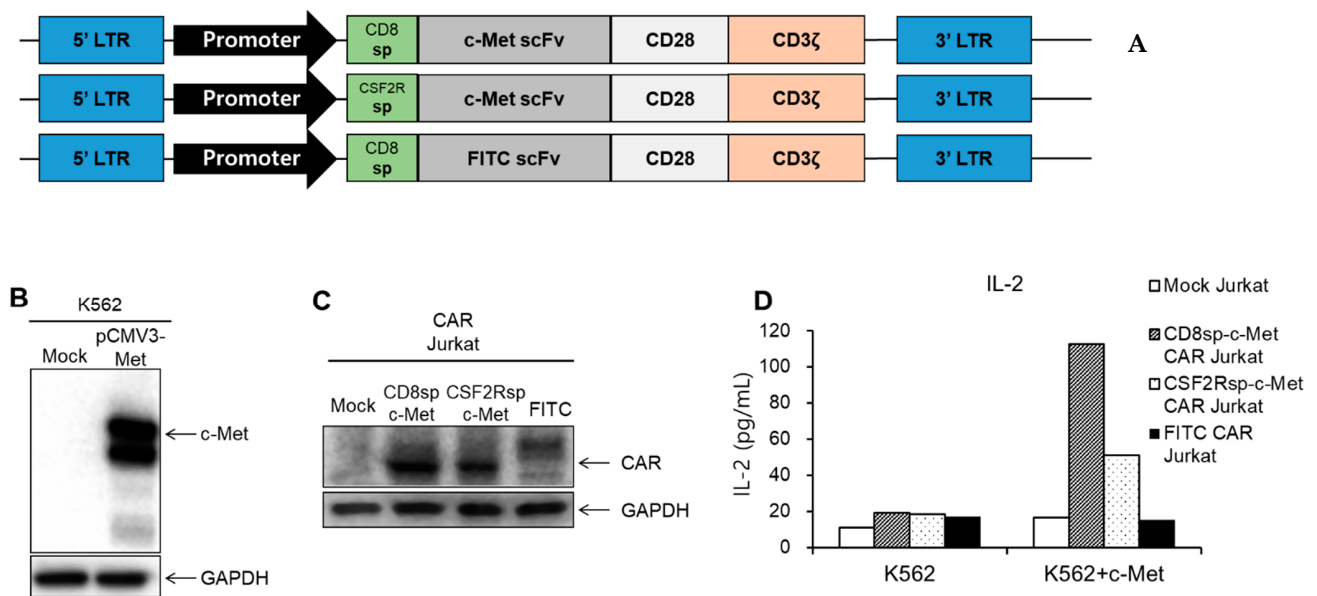 5' LTR Promoter CD8 sp c-Met scFv CD28 CD3ζ 3' LTR A
5' LTR Promoter CSF2R sp c-Met scFv CD28 CD3ζ 3' LTR
5' LTR Promoter CD8 sp FITC scFv CD28 CD3ζ 3' LTR
B
K562
Mock pCMV3-
Met
c-Met
GAPDH
C
CAR
Jurkat
Mock CD8sp CSF2Rsp FITC
c-Met c-Met
CAR
GAPDH
D
IL-2
Mock Jurkat
CD8sp-c-Met
CAR Jurkat
CSF2Rsp-c-Met
CAR Jurkat
FITC CAR
Jurkat
IL-2 (pg/mL)
120
100
80
60
40
20
0
K562 K562+c-Met